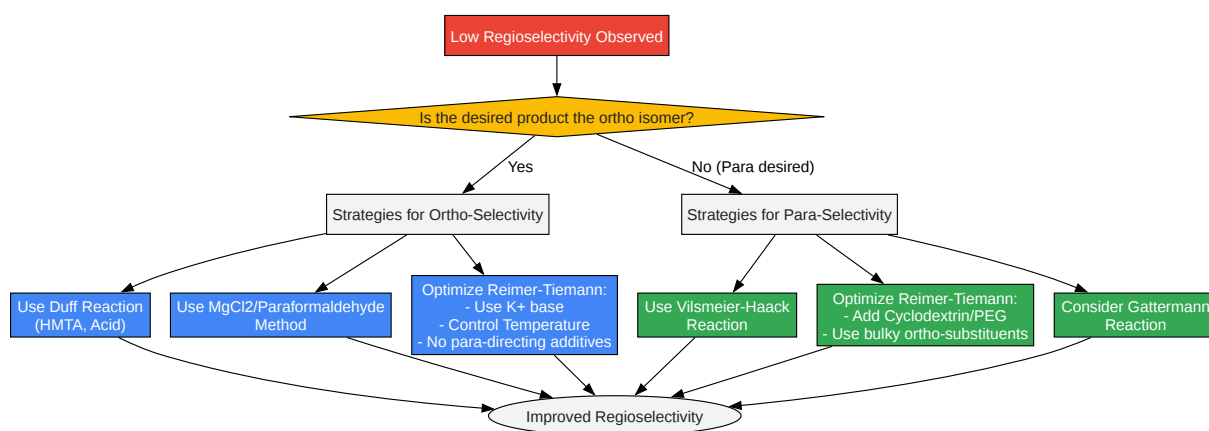 Low Regioselectivity Observed
Is the desired product the ortho isomer?
Yes
No (Para desired)
Strategies for Ortho-Selectivity
Strategies for Para-Selectivity
Use Duff Reaction
(HMTA, Acid)
Use MgCl2/Paraformaldehyde
Method
Optimize Reimer-Tiemann:
- Use K+ base
- Control Temperature
- No para-directing additives
Use Vilsmeier-Haack
Reaction
Optimize Reimer-Tiemann:
- Add Cyclodextrin/PEG
- Use bulky ortho-substituents
Consider Gattermann
Reaction
Improved Regioselectivity